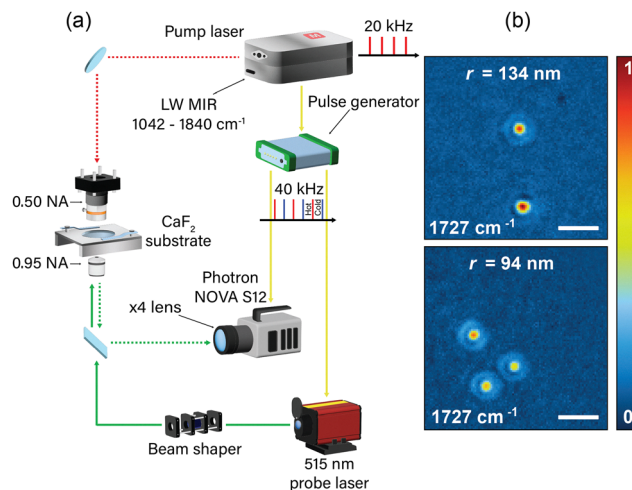 (a)
Pump laser
20 kHz
LW MIR
1042 - 1840 cm⁻¹
Pulse generator
0.50 NA
40 kHz
Hot
Cold
CaF₂
substrate
0.95 NA
Photron
NOVA S12
x4 lens
Beam shaper
515 nm
probe laser
(b)
r = 134 nm
1727 cm⁻¹
r = 94 nm
1727 cm⁻¹
1
0